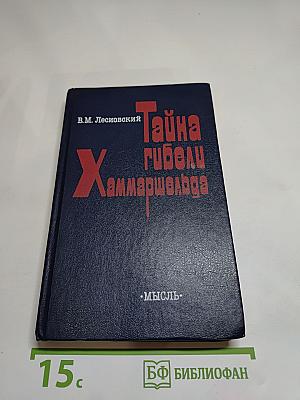 В.М. Лесиовский
Тайна
гибели
Хаммаршельда
·МЫСЛЬ·
15с
БФ БИБЛИОФАН